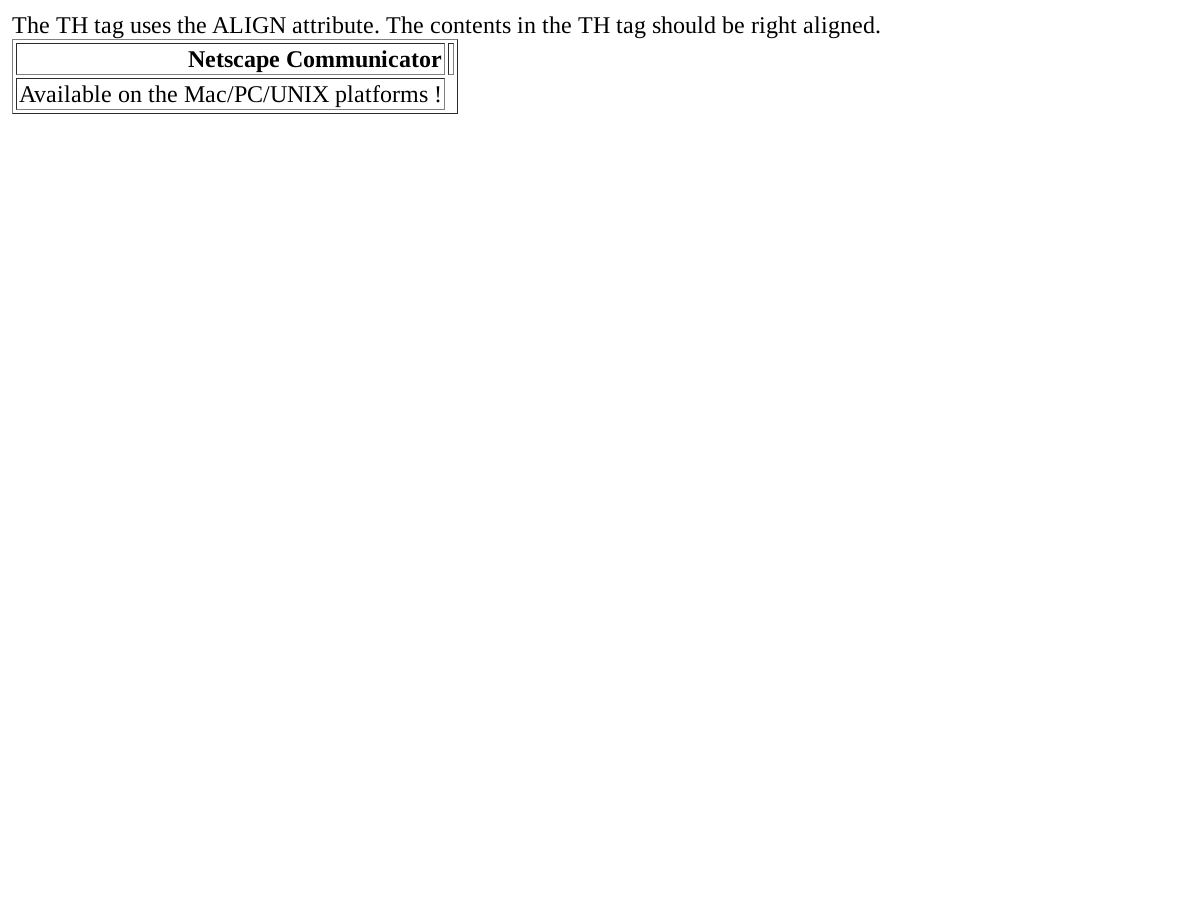 The TH tag uses the ALIGN attribute. The contents in the TH tag should be right aligned.
Netscape Communicator
Available on the Mac/PC/UNIX platforms !